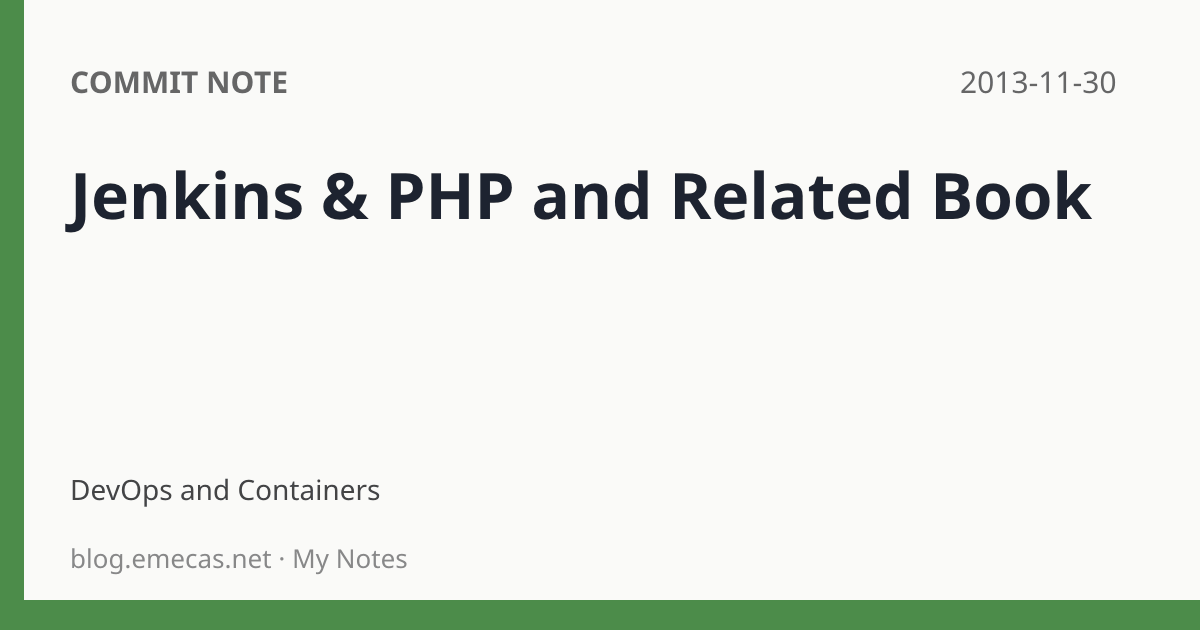 COMMIT NOTE
2013-11-30
Jenkins & PHP and Related Book
DevOps and Containers
blog.emecas.net · My Notes